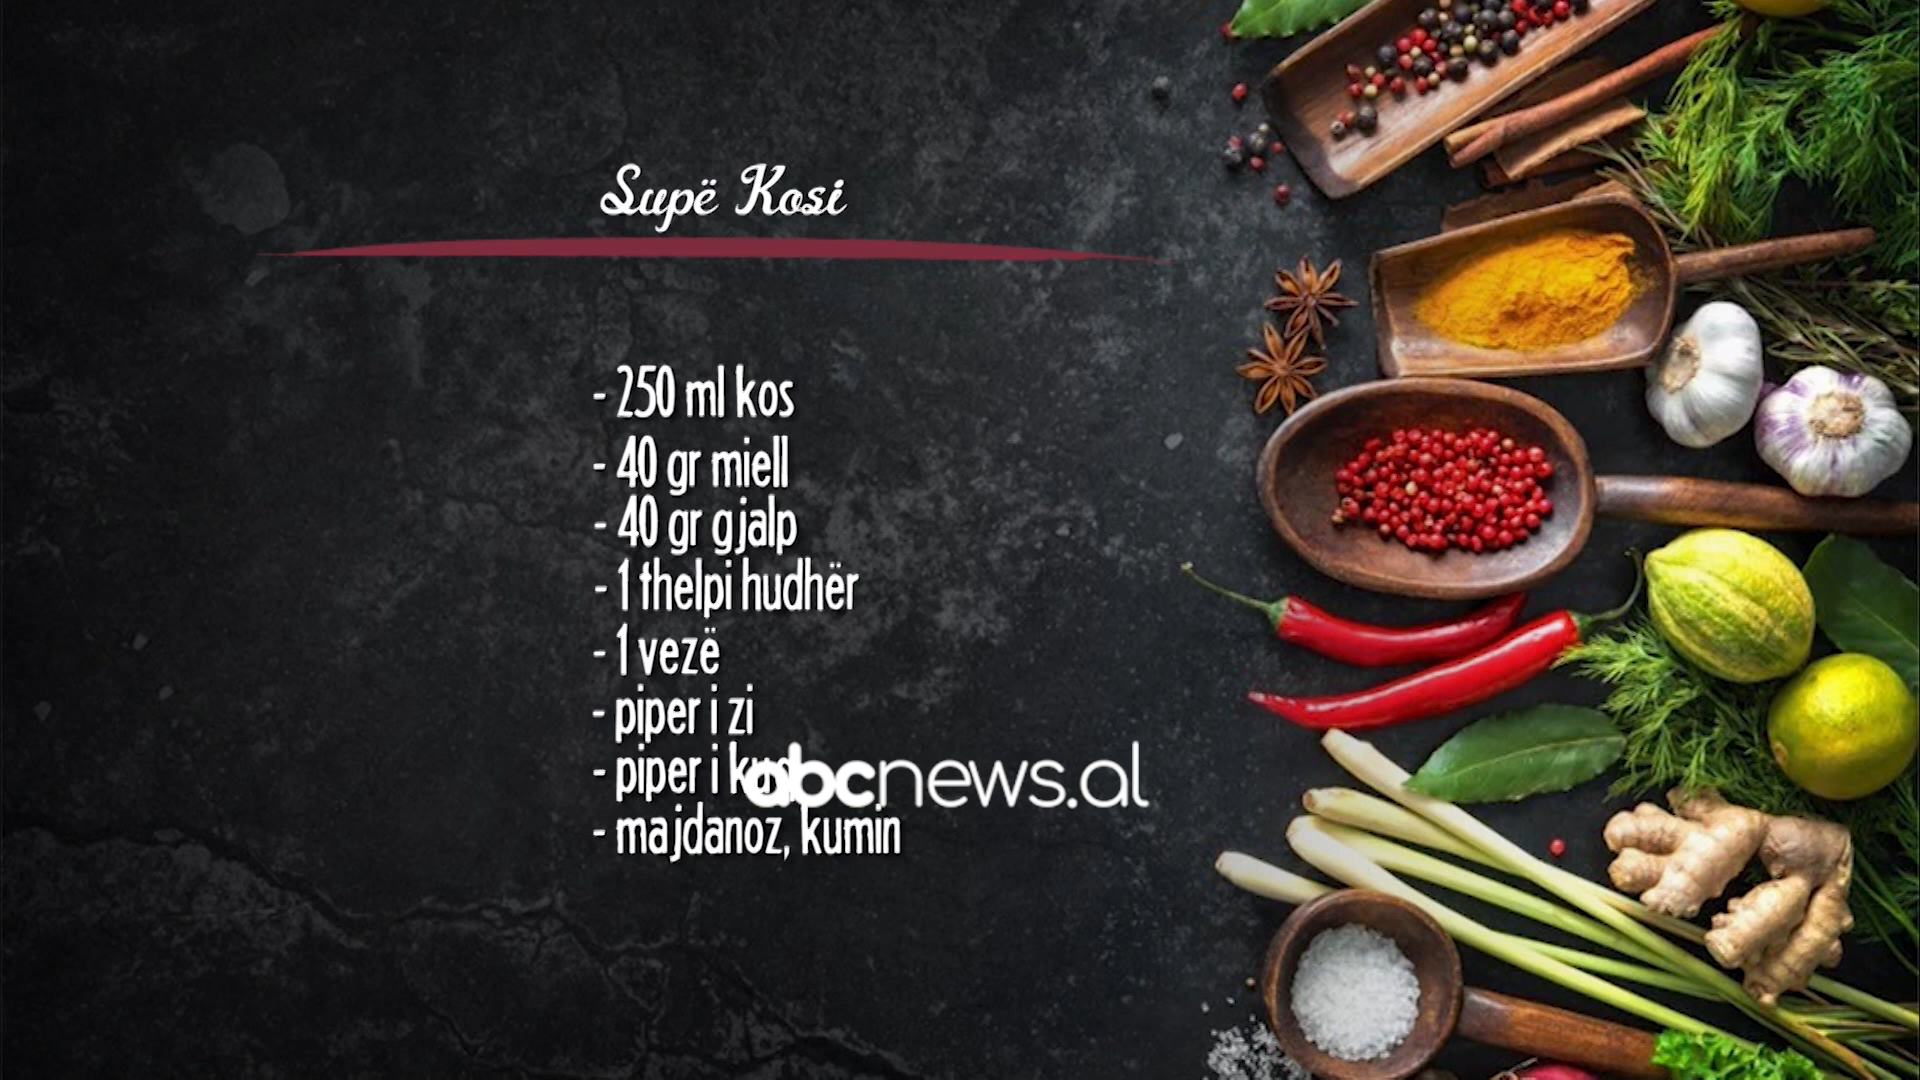 Supë Kosi
- 250 ml kos
- 40 gr miell
- 40 gr gjalp
- 1 thelpi hudhër
- 1 vezë
- piper i zi
- piper i kuq
abcnews.al
- majdanoz, kumin